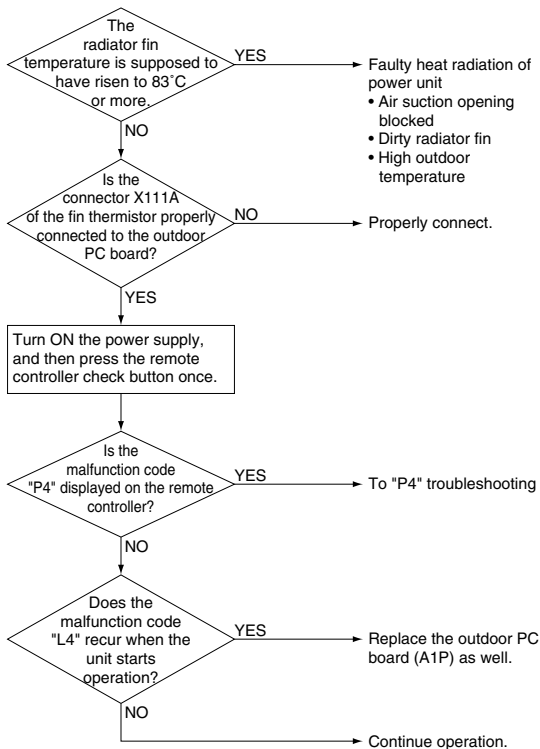 The
radiator fin
temperature is supposed to
have risen to 83˚C
or more.
YES
Faulty heat radiation of
power unit
• Air suction opening
blocked
• Dirty radiator fin
• High outdoor
temperature
NO
Is the
connector X111A
of the fin thermistor properly
connected to the outdoor
PC board?
NO
Properly connect.
YES
Turn ON the power supply,
and then press the remote
controller check button once.
Is the
malfunction code
"P4" displayed on the remote
controller?
YES
To "P4" troubleshooting
NO
Does the
malfunction code
"L4" recur when the
unit starts
operation?
YES
Replace the outdoor PC
board (A1P) as well.
NO
Continue operation.